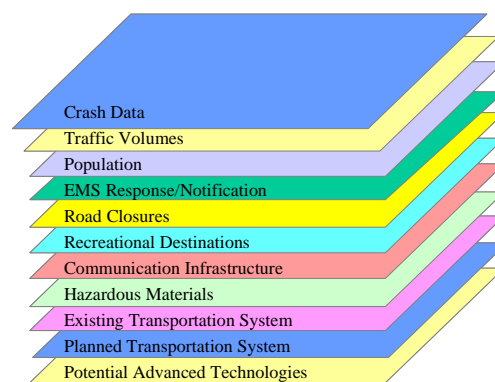 Crash Data
Traffic Volumes
Population
EMS Response/Notification
Road Closures
Recreational Destinations
Communication Infrastructure
Hazardous Materials
Existing Transportation System
Planned Transportation System
Potential Advanced Technologies